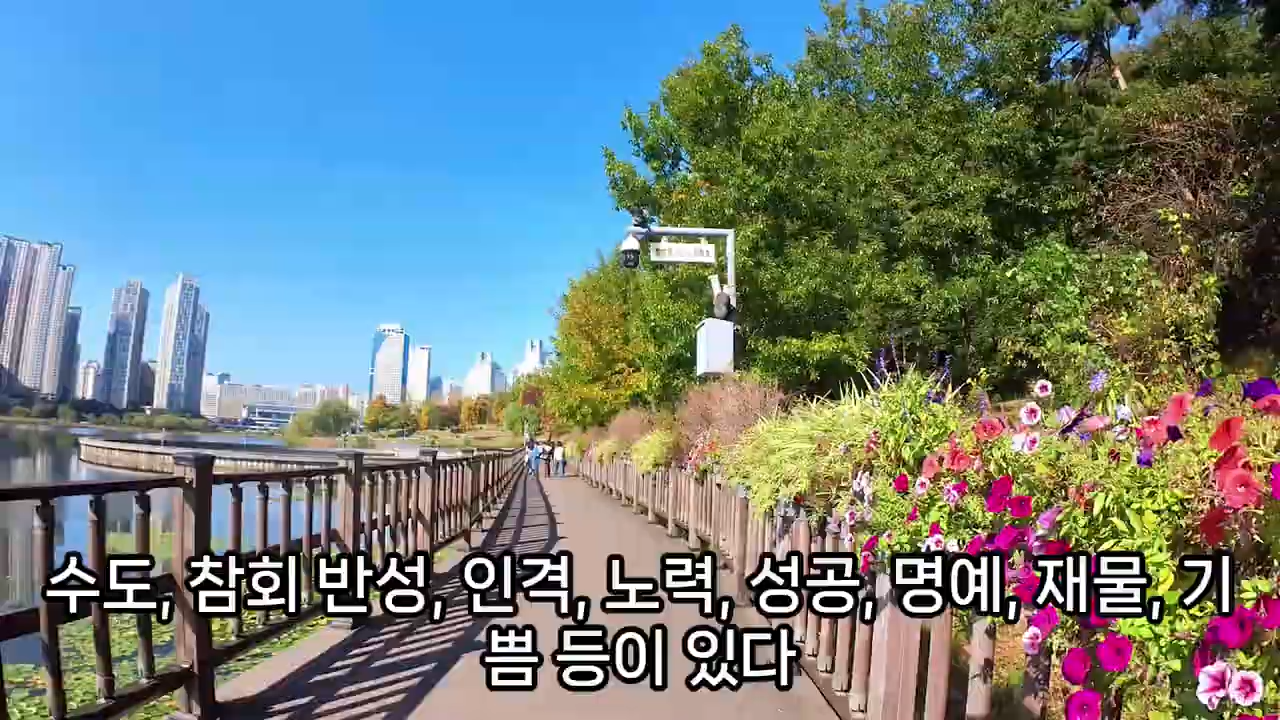 수도, 참회 반성, 인격, 노력, 성공, 명예, 재물, 기
쁨 등이 있다